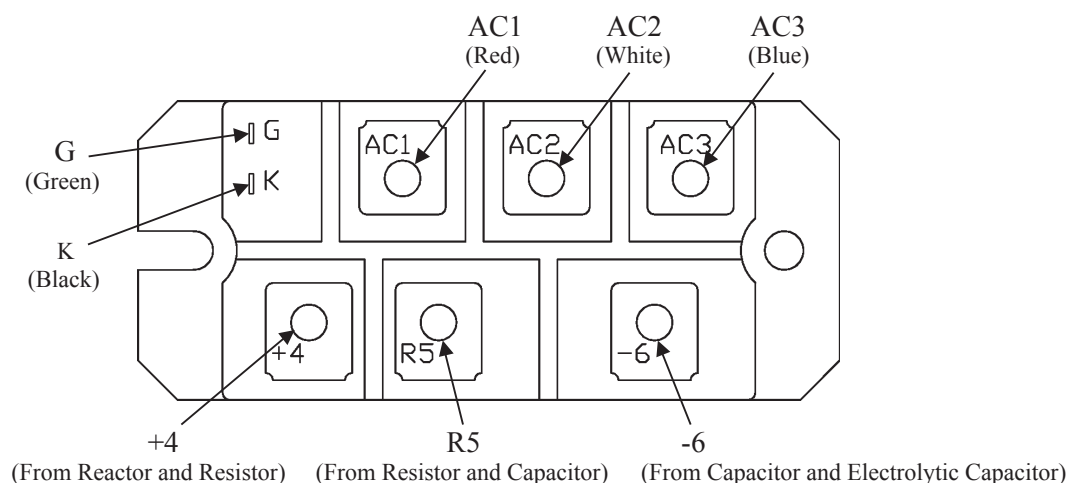 AC1 AC2 AC3
(Red) (White) (Blue)
G
G
(Green)
AC1 AC2 AC3
K
K
(Black)
+4 R5 -6
+4 R5 -6
(From Reactor and Resistor) (From Resistor and Capacitor) (From Capacitor and Electrolytic Capacitor)